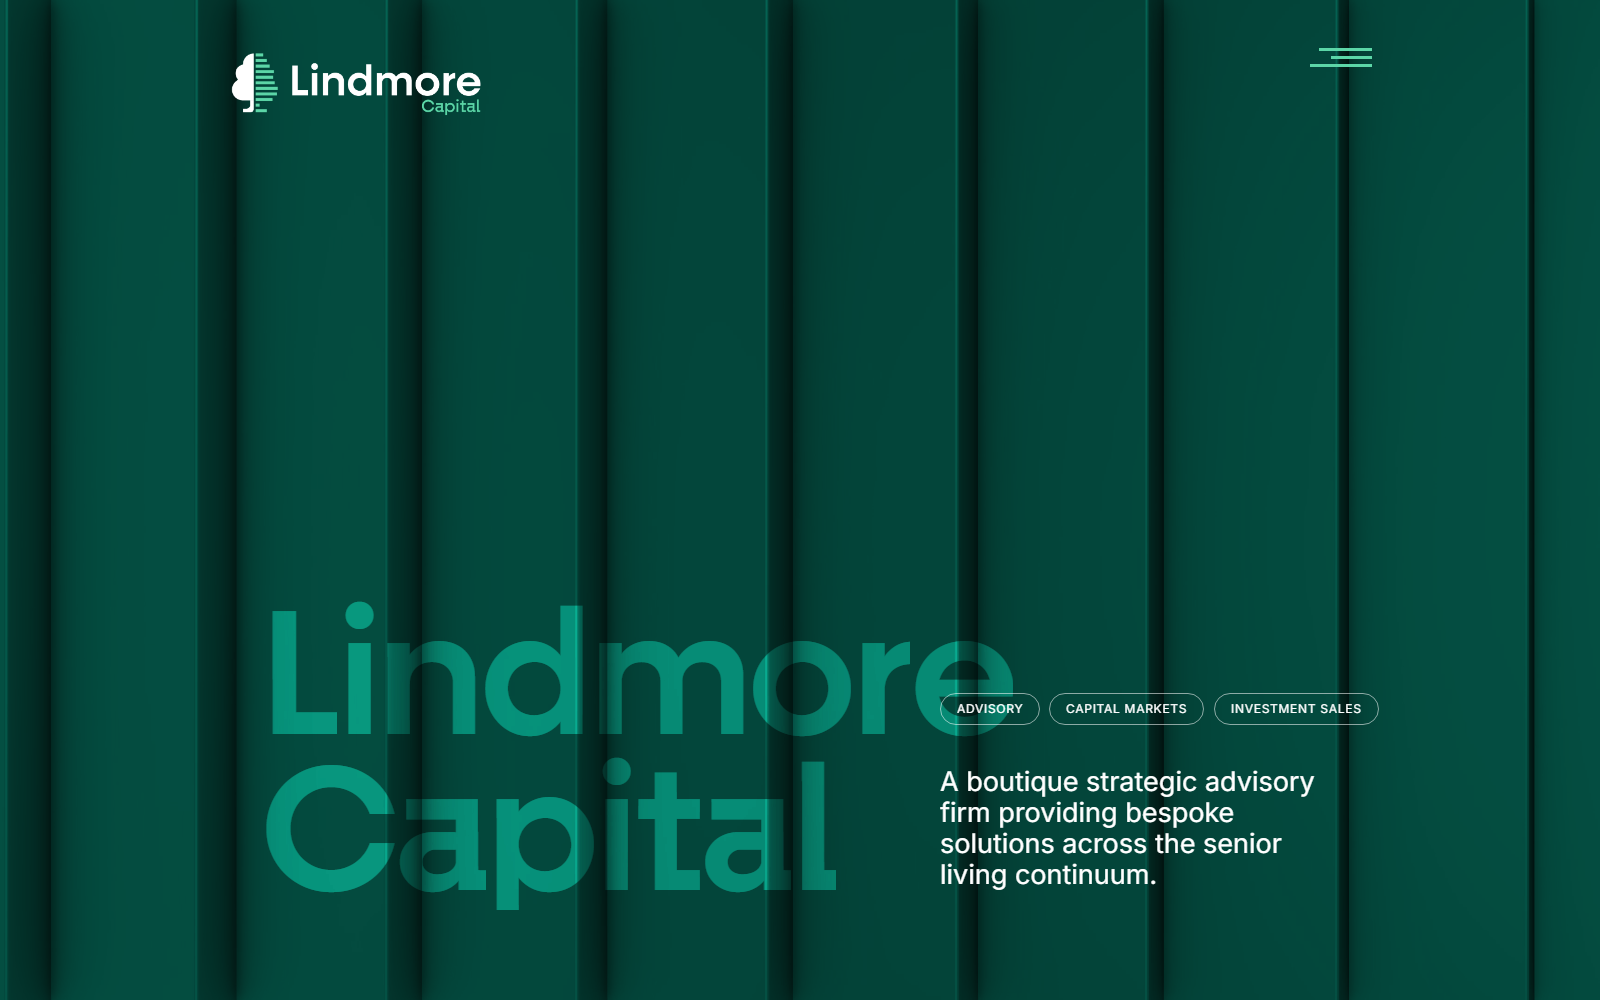 Lindmore
Capital
Lindmore
Capital
ADVISORY
CAPITAL MARKETS
INVESTMENT SALES
A boutique strategic advisory
firm providing bespoke
solutions across the senior
living continuum.